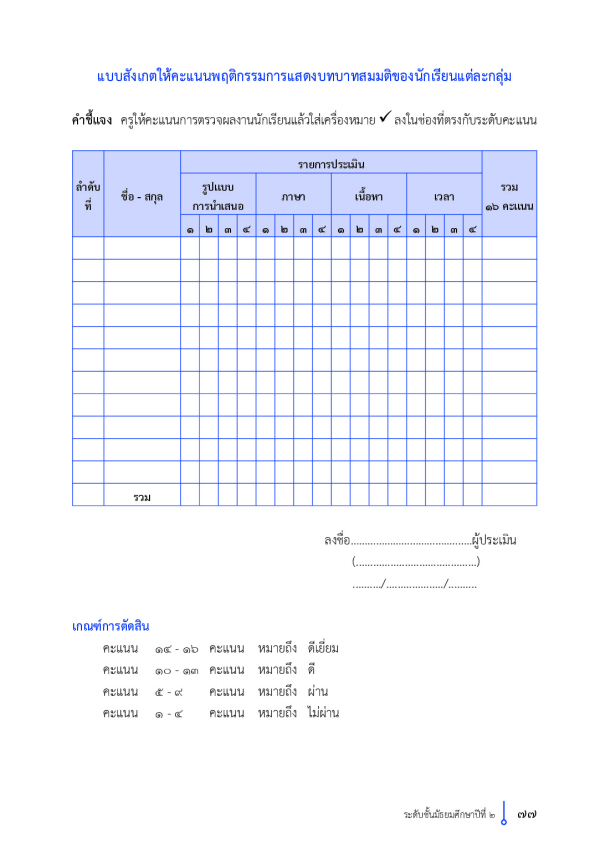 แบบสังเกตให้คะแนนพฤติกรรมการแสดงบทบาทสมมติของนักเรียนแต่ละกลุ่ม
คำชี้แจง ครูให้คะแนนการตรวจผลงานนักเรียนแล้วใส่เครื่องหมาย ✓ ลงในช่องที่ตรงกับระดับคะแนน
รายการประเมิน
ลำดับที่ ชื่อ - สกุล รูปแบบการนำเสนอ ภาษา เนื้อหา เวลา รวม ๑๖ คะแนน
๑ ๒ ๓ ๔ ๑ ๒ ๓ ๔ ๑ ๒ ๓ ๔ ๑ ๒ ๓ ๔
รวม
ลงชื่อ...........................................ผู้ประเมิน
(...........................................)
........../..................../..........
เกณฑ์การตัดสิน
คะแนน ๑๔ - ๑๖ คะแนน หมายถึง ดีเยี่ยม
คะแนน ๑๐ - ๑๓ คะแนน หมายถึง ดี
คะแนน ๕ - ๙ คะแนน หมายถึง ผ่าน
คะแนน ๑ - ๔ คะแนน หมายถึง ไม่ผ่าน
ระดับชั้นมัธยมศึกษาปีที่ ๒ ๗๗